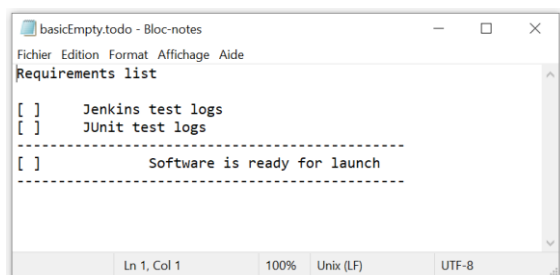 basicEmpty.todo - Bloc-notes
Fichier Edition Format Affichage Aide
Requirements list
[ ] Jenkins test logs
[ ] JUnit test logs
-----------------------------------------------
[ ] Software is ready for launch
-----------------------------------------------
Ln 1, Col 1 100% Unix (LF) UTF-8